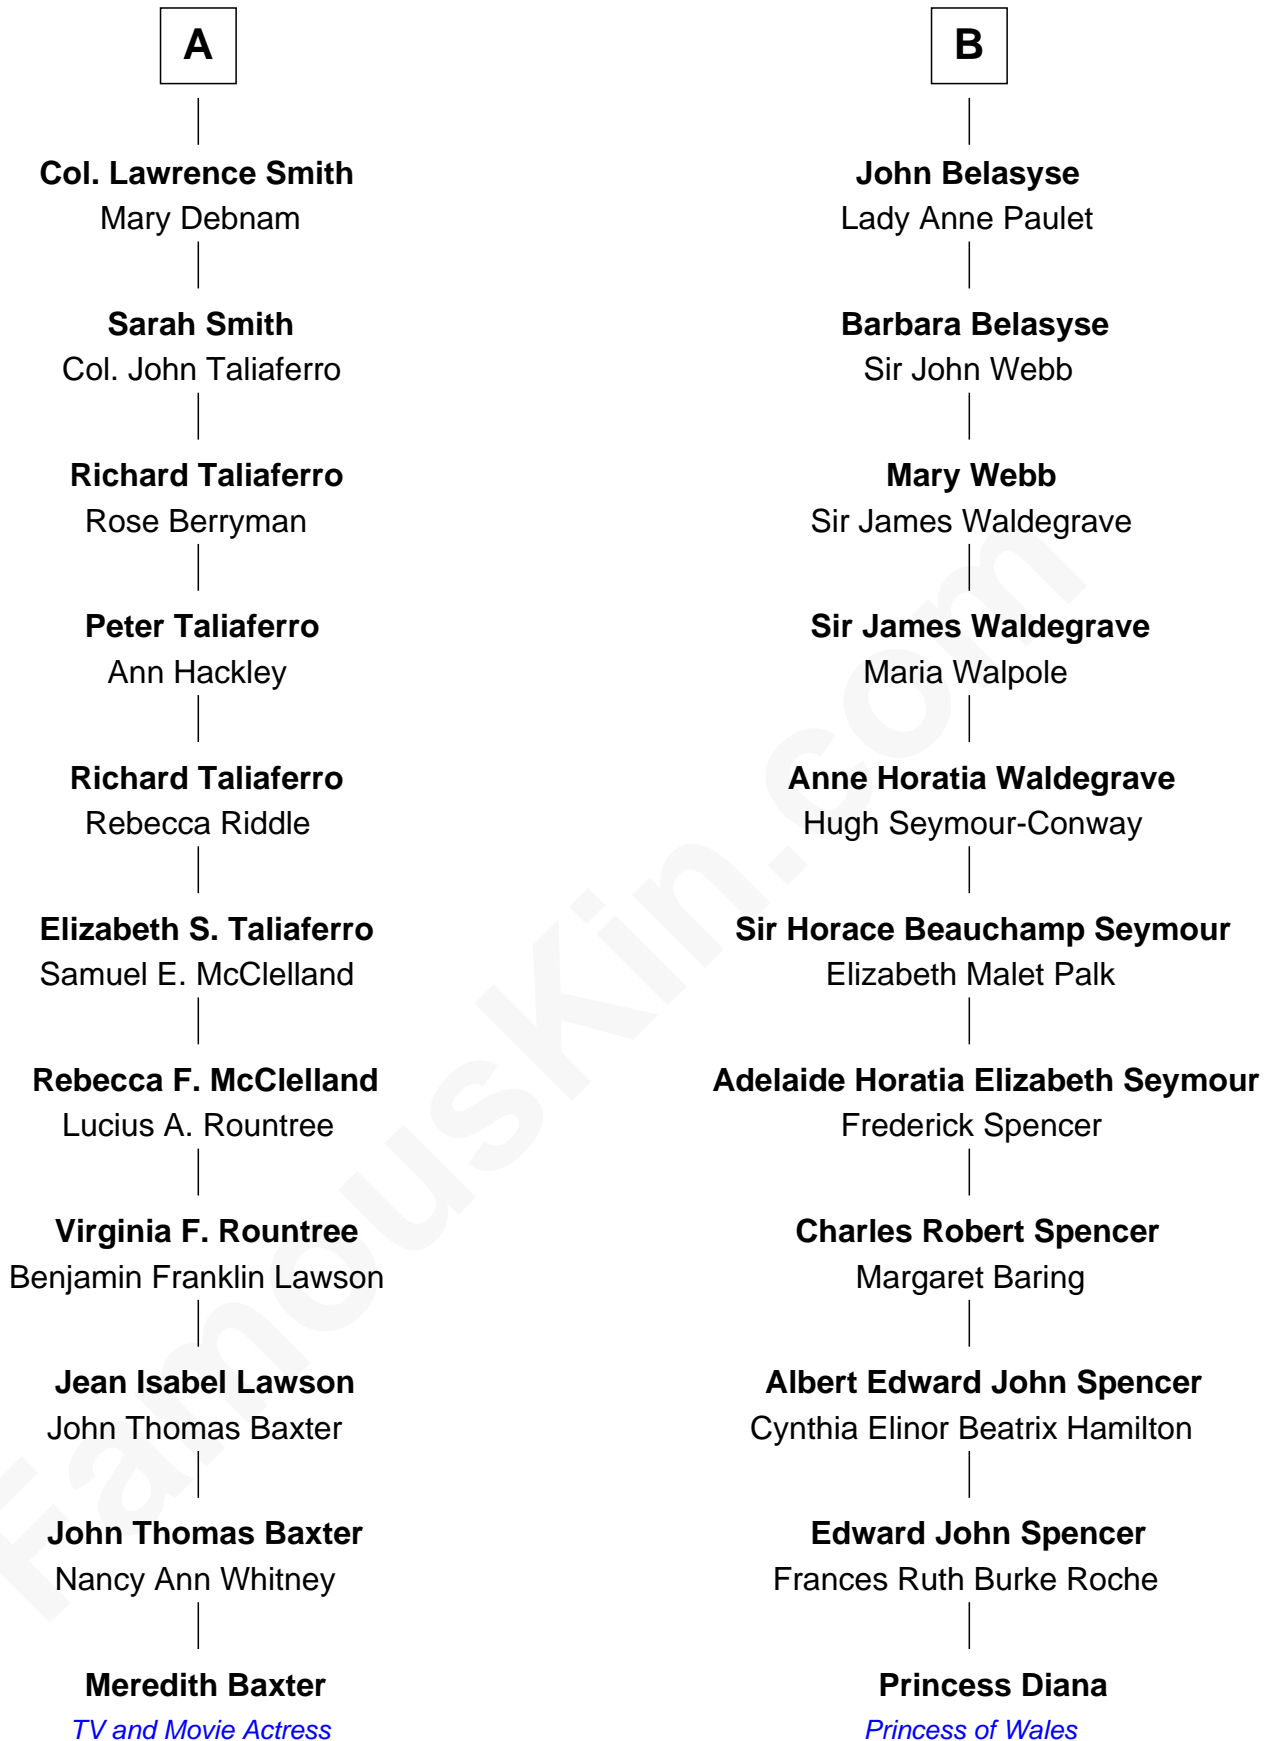 A
Col. Lawrence Smith
Mary Debnam
Sarah Smith
Col. John Taliaferro
Richard Taliaferro
Rose Berryman
Peter Taliaferro
Ann Hackley
Richard Taliaferro
Rebecca Riddle
Elizabeth S. Taliaferro
Samuel E. McClelland
Rebecca F. McClelland
Lucius A. Rountree
Virginia F. Rountree
Benjamin Franklin Lawson
Jean Isabel Lawson
John Thomas Baxter
John Thomas Baxter
Nancy Ann Whitney
Meredith Baxter
TV and Movie Actress
B
John Belasyse
Lady Anne Paulet
Barbara Belasyse
Sir John Webb
Mary Webb
Sir James Waldegrave
Sir James Waldegrave
Maria Walpole
Anne Horatia Waldegrave
Hugh Seymour-Conway
Sir Horace Beauchamp Seymour
Elizabeth Malet Palk
Adelaide Horatia Elizabeth Seymour
Frederick Spencer
Charles Robert Spencer
Margaret Baring
Albert Edward John Spencer
Cynthia Elinor Beatrix Hamilton
Edward John Spencer
Frances Ruth Burke Roche
Princess Diana
Princess of Wales
FamousKin.com